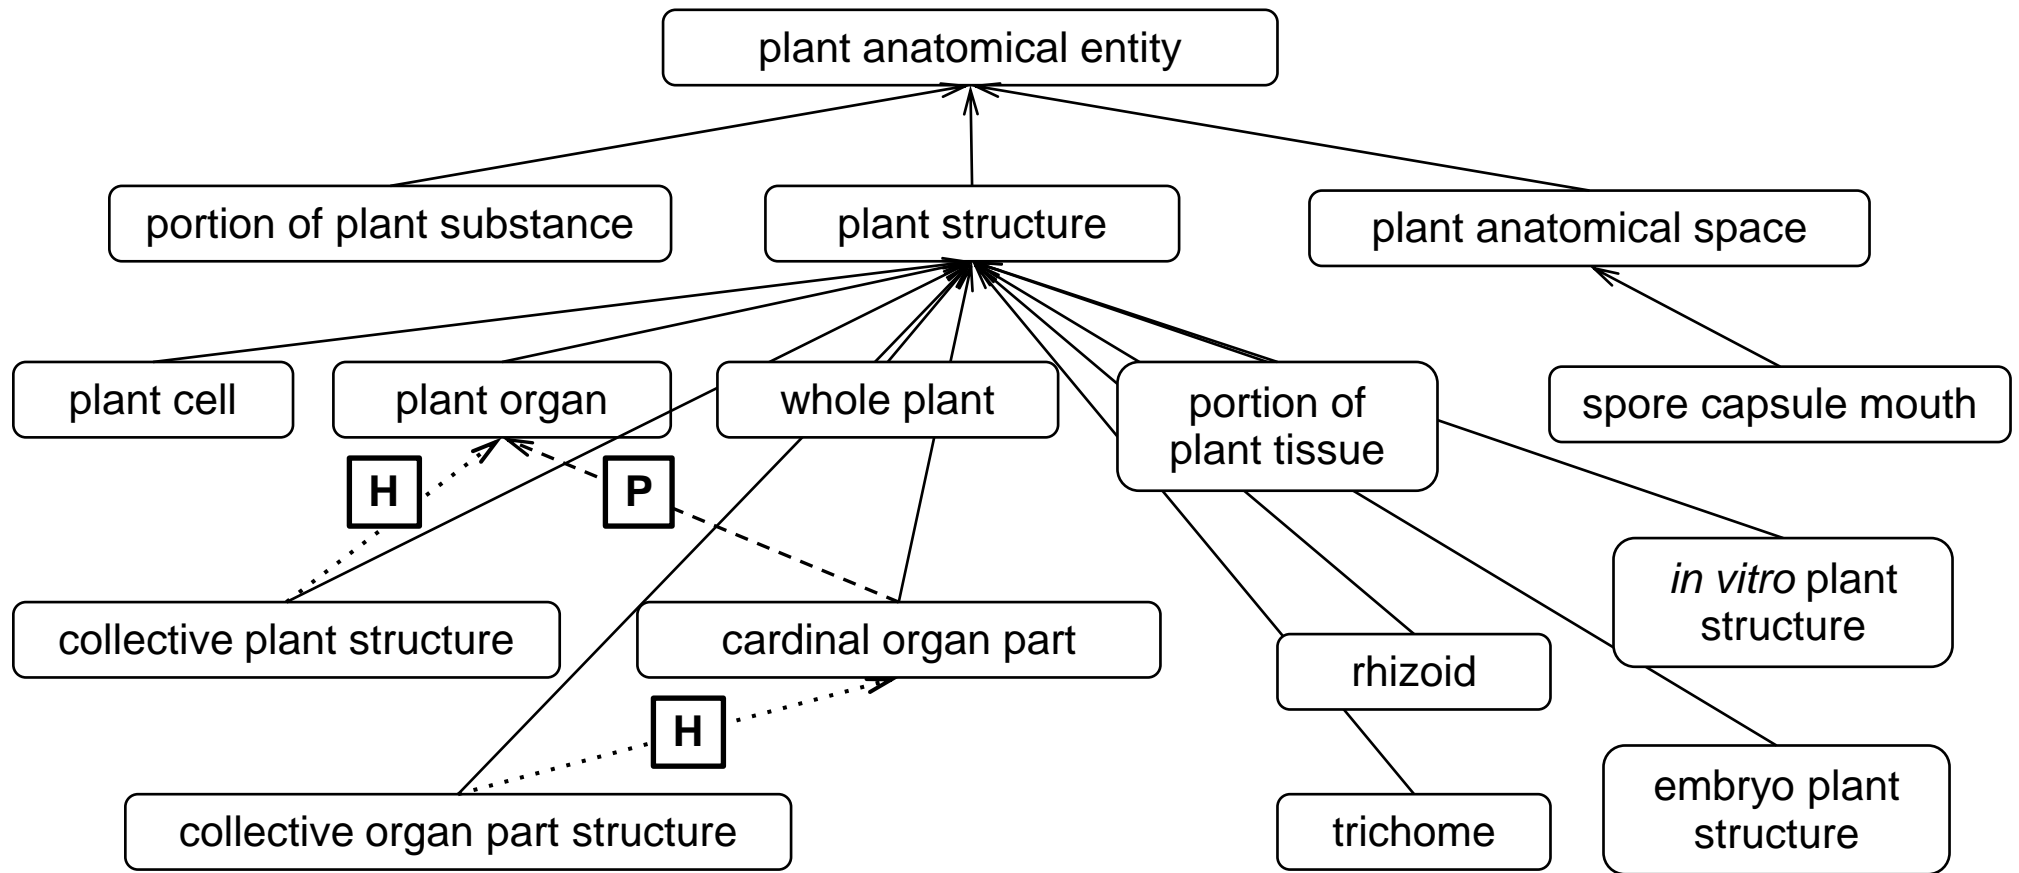 plant anatomical entity
portion of plant substance
plant structure
plant anatomical space
plant cell
plant organ
whole plant
portion of
plant tissue
spore capsule mouth
H
P
in vitro plant
structure
collective plant structure
cardinal organ part
rhizoid
H
embryo plant
structure
collective organ part structure
trichome